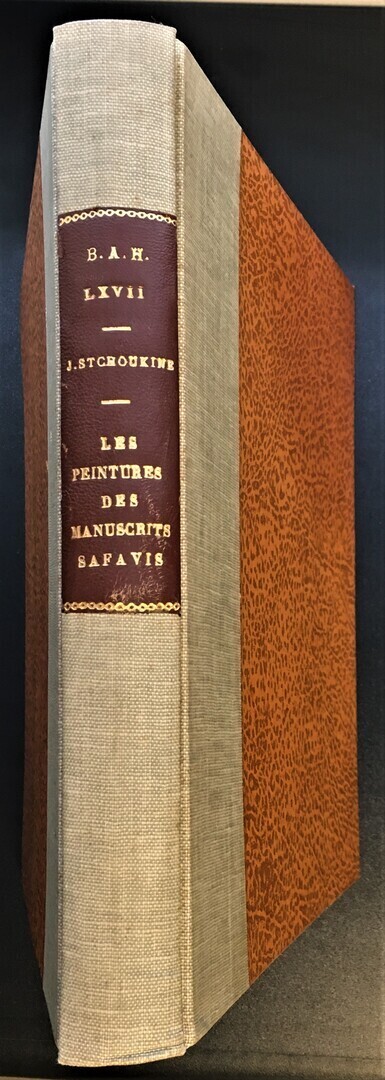 B. A. H.
LXVII
J. STCHOUKINE
LES
PEINTURES
DES
MANUSCRITS
SAFAVIS